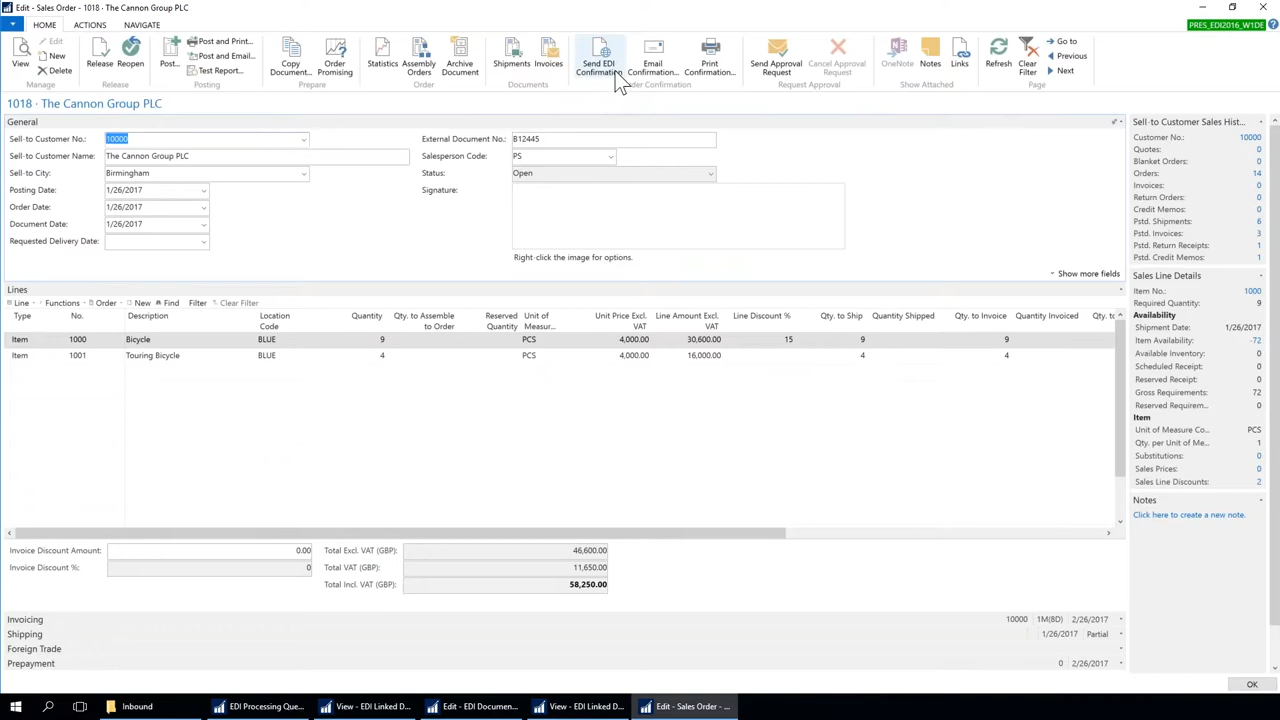 Edit - Sales Order - 1018 · The Cannon Group PLC
HOME ACTIONS NAVIGATE PRES_EDI2016_W1DE
View Edit New Delete Manage
Release Reopen Release
Post... Post and Print... Post and Email... Test Report... Posting
Copy Document... Order Promising Prepare
Statistics Assembly Orders Archive Document Order
Shipments Invoices Documents
Send EDI Confirmation Email Confirmation... Print Confirmation... der Confirmation
Send Approval Request Cancel Approval Request Request Approval
OneNote Notes Links Show Attached
Refresh Clear Filter Go to Previous Next Page
1018 · The Cannon Group PLC
General
Sell-to Customer No.: 10000
Sell-to Customer Name: The Cannon Group PLC
Sell-to City: Birmingham
Posting Date: 1/26/2017
Order Date: 1/26/2017
Document Date: 1/26/2017
Requested Delivery Date:
External Document No.: B12445
Salesperson Code: PS
Status: Open
Signature:
Right-click the image for options.
Show more fields
Lines
Line Functions Order New Find Filter Clear Filter
Type No. Description Location Code Quantity Qty. to Assemble to Order Reserved Quantity Unit of Measur... Unit Price Excl. VAT Line Amount Excl. VAT Line Discount % Qty. to Ship Quantity Shipped Qty. to Invoice Quantity Invoiced Qty. to
Item 1000 Bicycle BLUE 9 PCS 4,000.00 30,600.00 15 9 9
Item 1001 Touring Bicycle BLUE 4 PCS 4,000.00 16,000.00 4 4
Invoice Discount Amount: 0.00 Total Excl. VAT (GBP): 46,600.00
Invoice Discount %: 0 Total VAT (GBP): 11,650.00
Total Incl. VAT (GBP): 58,250.00
Invoicing 10000 1M(8D) 2/26/2017
Shipping 1/26/2017 Partial
Foreign Trade
Prepayment 0 2/26/2017
Sell-to Customer Sales Hist...
Customer No.: 10000
Quotes: 0
Blanket Orders: 0
Orders: 14
Invoices: 0
Return Orders: 0
Credit Memos: 0
Pstd. Shipments: 6
Pstd. Invoices: 3
Pstd. Return Receipts: 1
Pstd. Credit Memos: 1
Sales Line Details
Item No.: 1000
Required Quantity: 9
Availability
Shipment Date: 1/26/2017
Item Availability: -72
Available Inventory: 0
Scheduled Receipt: 0
Reserved Receipt: 0
Gross Requirements: 72
Reserved Requirem... 0
Item
Unit of Measure Co... PCS
Qty. per Unit of Me... 1
Substitutions: 0
Sales Prices: 0
Sales Line Discounts: 2
Notes
Click here to create a new note.
OK
Inbound EDI Processing Que... View - EDI Linked D... Edit - EDI Documen... View - EDI Linked D... Edit - Sales Order - ...